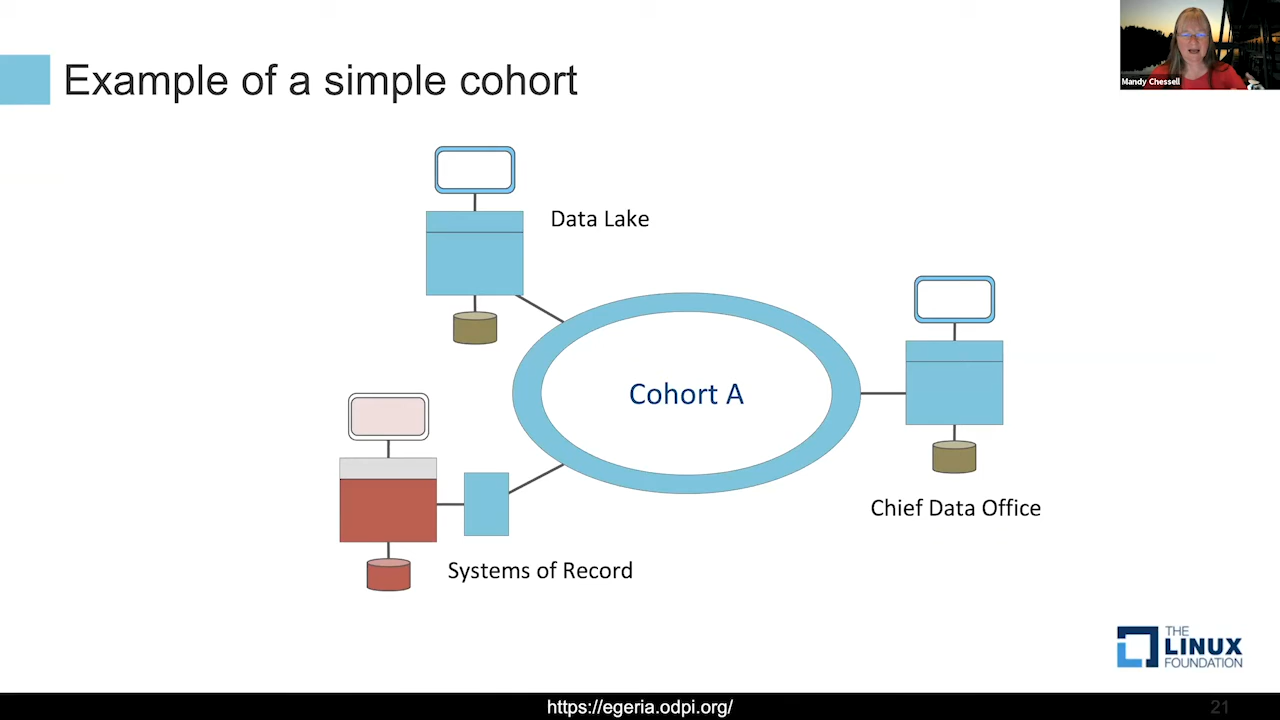 Mandy Chessell
Example of a simple cohort
Data Lake
Cohort A
Chief Data Office
Systems of Record
THE
LINUX
FOUNDATION
https://egeria.odpi.org/
21